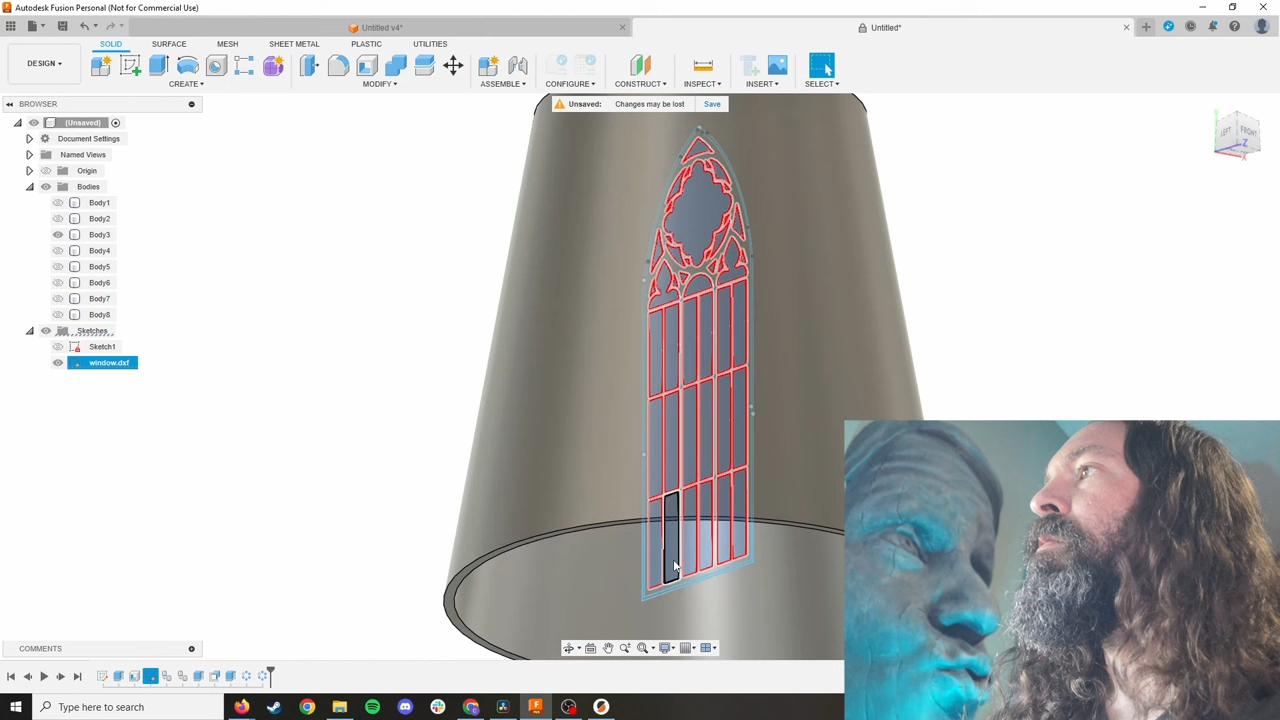 Autodesk Fusion Personal (Not for Commercial Use)
Untitled v4*
Untitled*
DESIGN
SOLID SURFACE MESH SHEET METAL PLASTIC UTILITIES
CREATE MODIFY ASSEMBLE CONFIGURE CONSTRUCT INSPECT INSERT SELECT
BROWSER
Unsaved: Changes may be lost Save
(Unsaved)
Document Settings
Named Views
Origin
Bodies
Body1
Body2
Body3
Body4
Body5
Body6
Body7
Body8
Sketches
Sketch1
window.dxf
LEFT FRONT
Z
X
COMMENTS
Type here to search